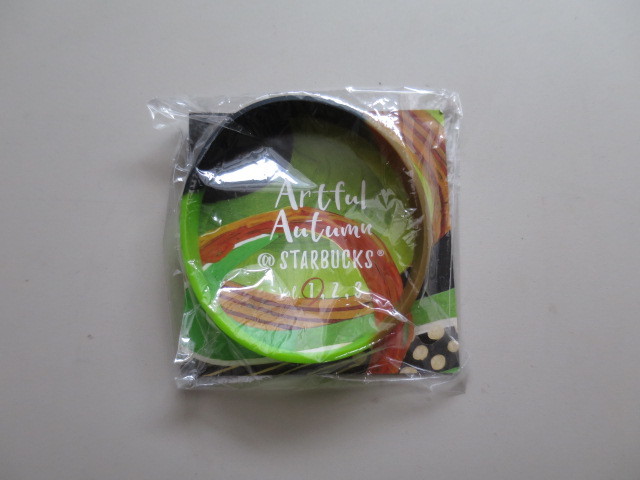 Artful
Autumn
@ STARBUCKS®
1 2 3